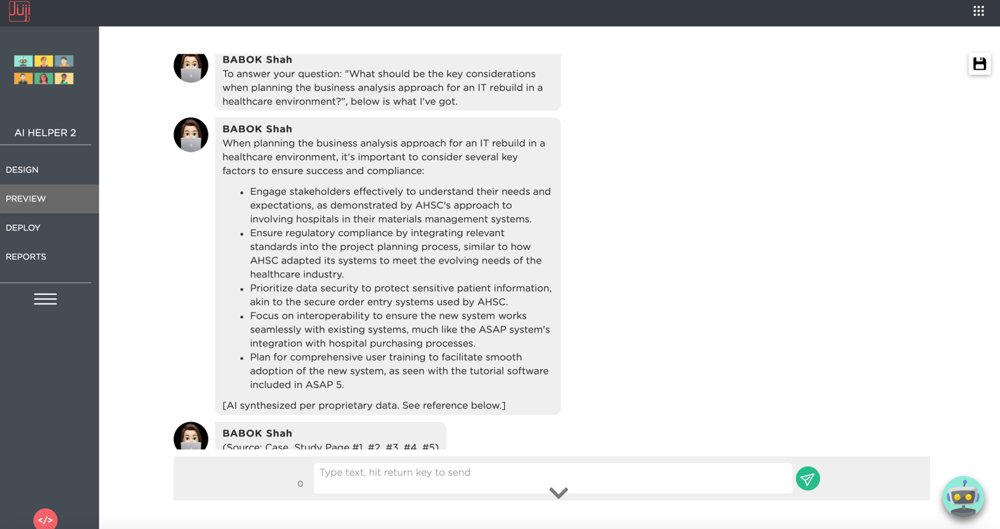 Juji
AI HELPER 2
DESIGN
PREVIEW
DEPLOY
REPORTS
</>
BABOK Shah
To answer your question: "What should be the key considerations
when planning the business analysis approach for an IT rebuild in a
healthcare environment?", below is what I've got.
BABOK Shah
When planning the business analysis approach for an IT rebuild in a
healthcare environment, it's important to consider several key
factors to ensure success and compliance:
• Engage stakeholders effectively to understand their needs and
expectations, as demonstrated by AHSC's approach to
involving hospitals in their materials management systems.
• Ensure regulatory compliance by integrating relevant
standards into the project planning process, similar to how
AHSC adapted its systems to meet the evolving needs of the
healthcare industry.
• Prioritize data security to protect sensitive patient information,
akin to the secure order entry systems used by AHSC.
• Focus on interoperability to ensure the new system works
seamlessly with existing systems, much like the ASAP system's
integration with hospital purchasing processes.
• Plan for comprehensive user training to facilitate smooth
adoption of the new system, as seen with the tutorial software
included in ASAP 5.
[AI synthesized per proprietary data. See reference below.]
BABOK Shah
(Source: Case_Study Page #1, #2, #3, #4, #5)
0
Type text, hit return key to send